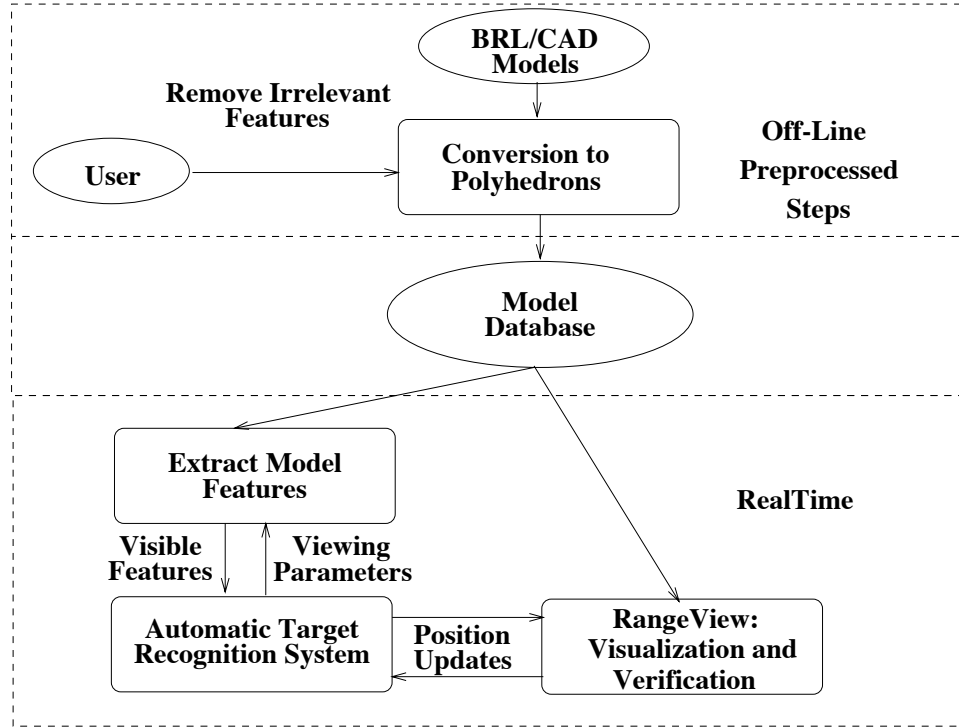 BRL/CAD
Models
Remove Irrelevant
Features
User
Conversion to
Polyhedrons
Off-Line
Preprocessed
Steps
Model
Database
Extract Model
Features
RealTime
Visible
Features
Viewing
Parameters
Automatic Target
Recognition System
Position
Updates
RangeView:
Visualization and
Verification